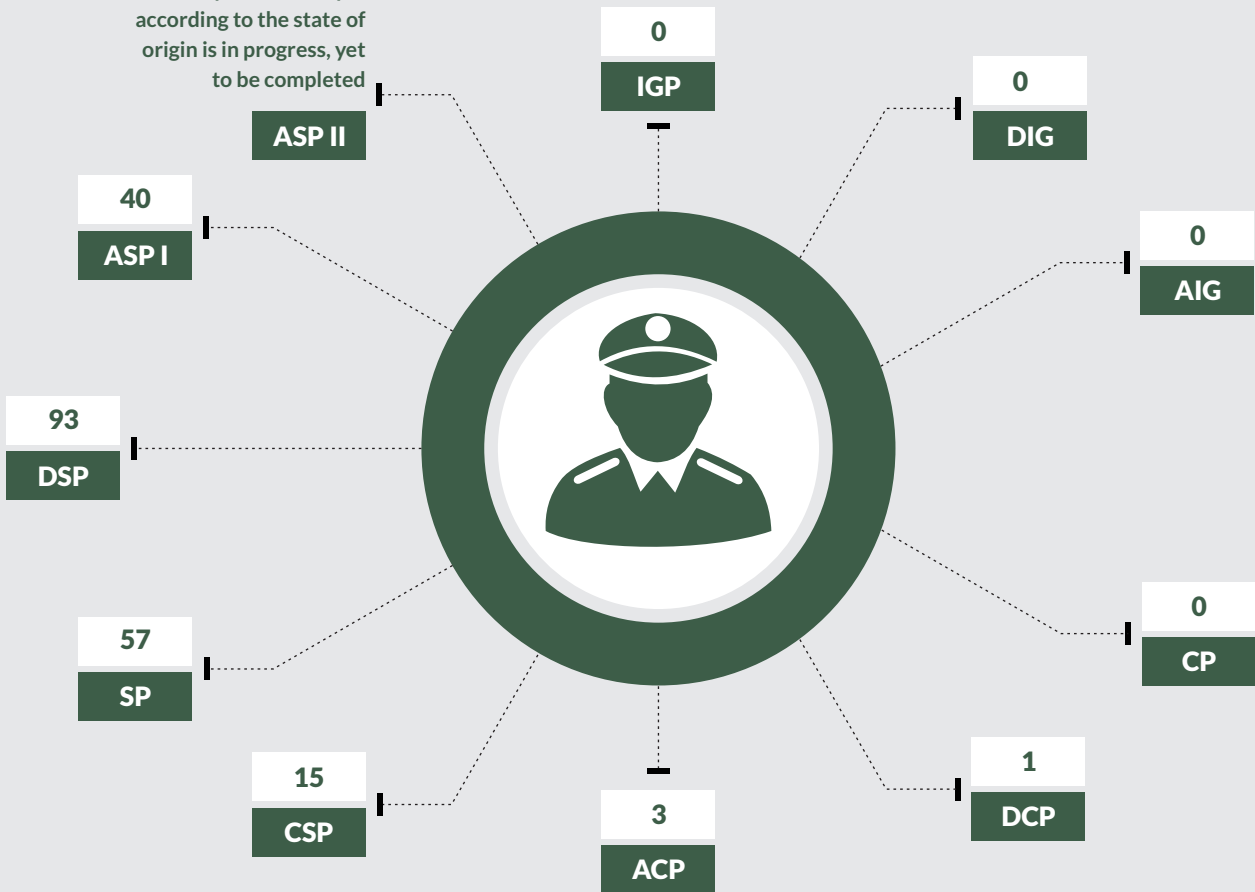 according to the state of
origin is in progress, yet
to be completed
ASP II
0
IGP
0
DIG
40
ASP I
0
AIG
93
DSP
57
SP
0
CP
15
CSP
3
ACP
1
DCP